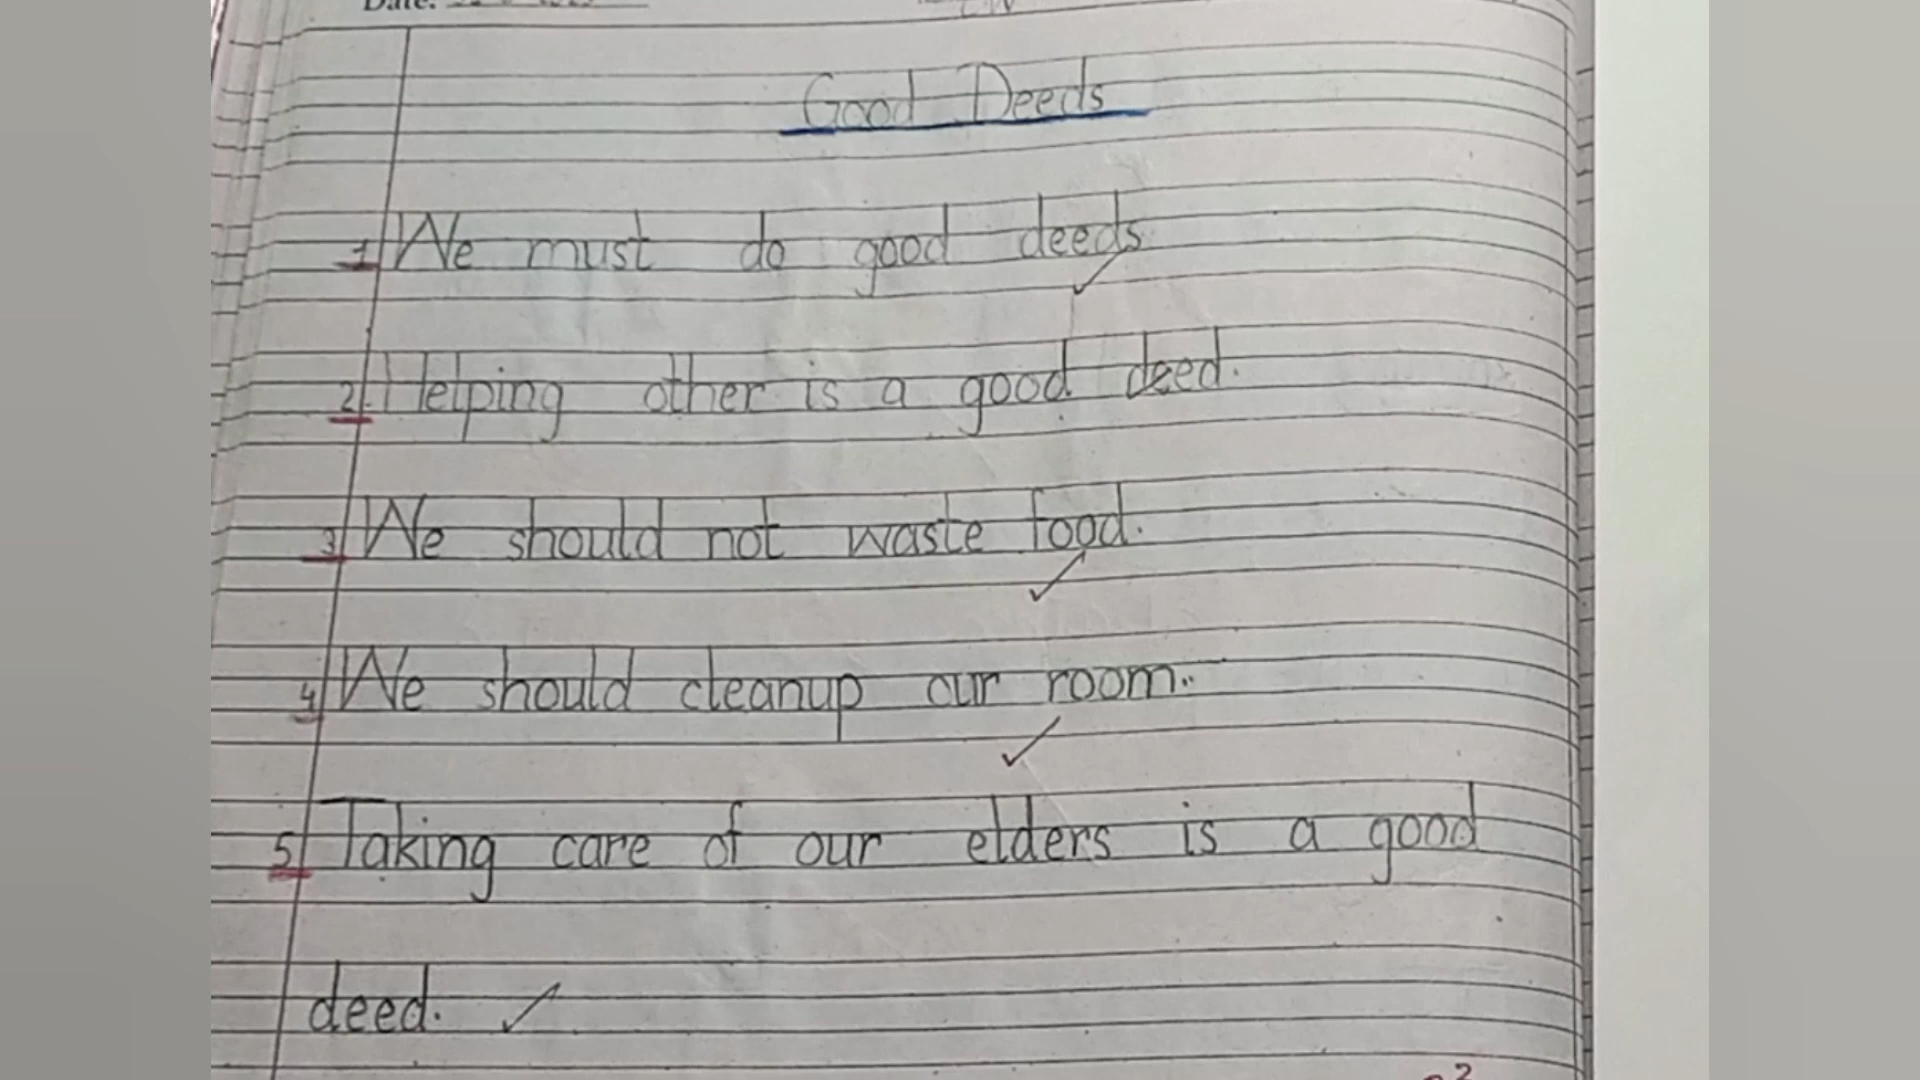 Date:
Good Deeds
1 We must do good deeds
2. Helping other is a good deed.
3 We should not waste food.
4 We should cleanup our room..
5 Taking care of our elders is a good
deed.